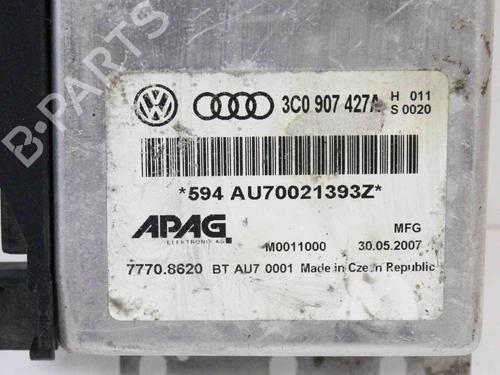 B-PARTS
3C0 907 427A H 011
S 0020
*594 AU70021393Z*
APAG
ELEKTRONIK AG
MFG
M0011000 30.05.2007
7770.8620 BT AU7 0001 Made in Czech Republic